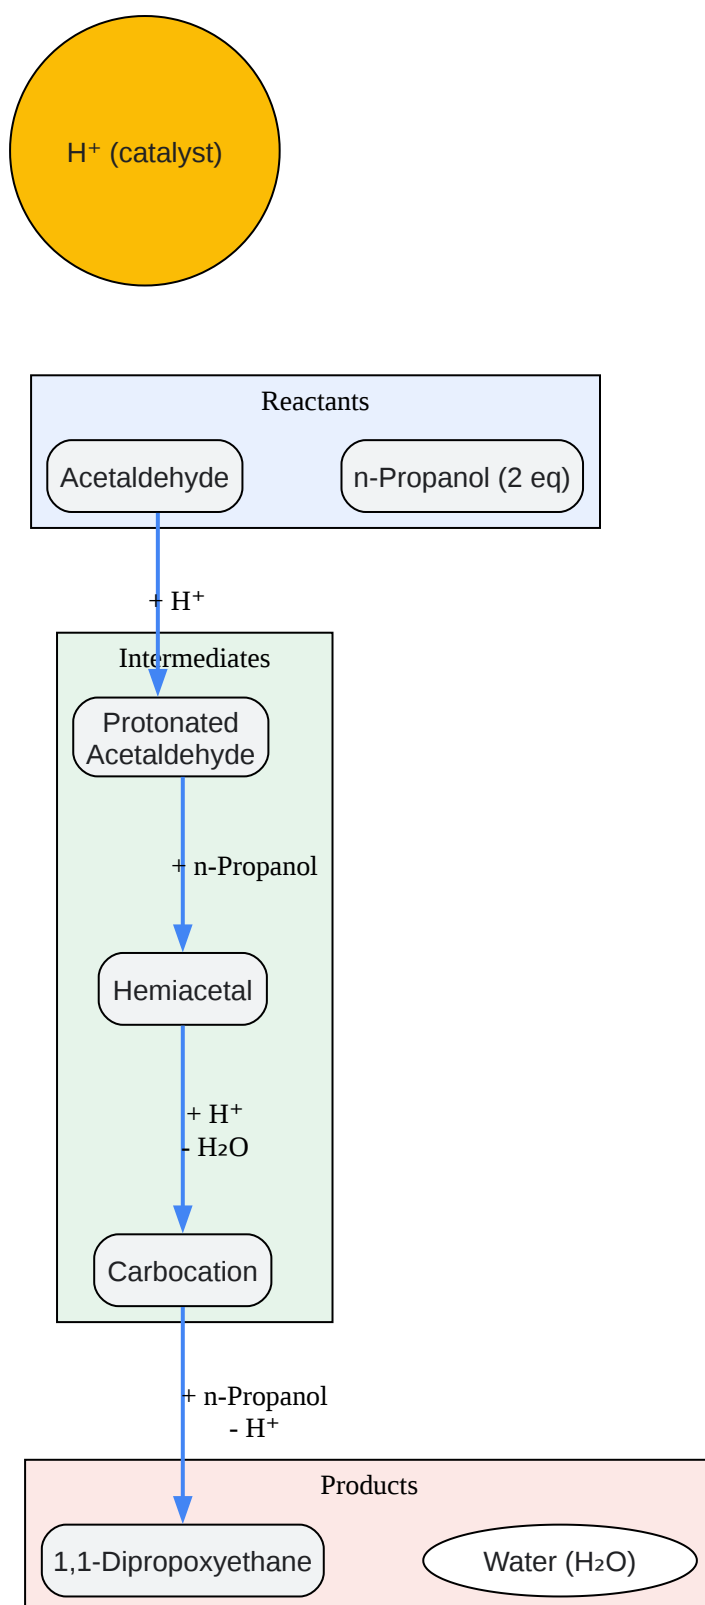 H⁺ (catalyst)
Reactants
Acetaldehyde
n-Propanol (2 eq)
+ H⁺
Intermediates
Protonated
Acetaldehyde
+ n-Propanol
Hemiacetal
+ H⁺
- H₂O
Carbocation
+ n-Propanol
- H⁺
Products
1,1-Dipropoxyethane
Water (H₂O)